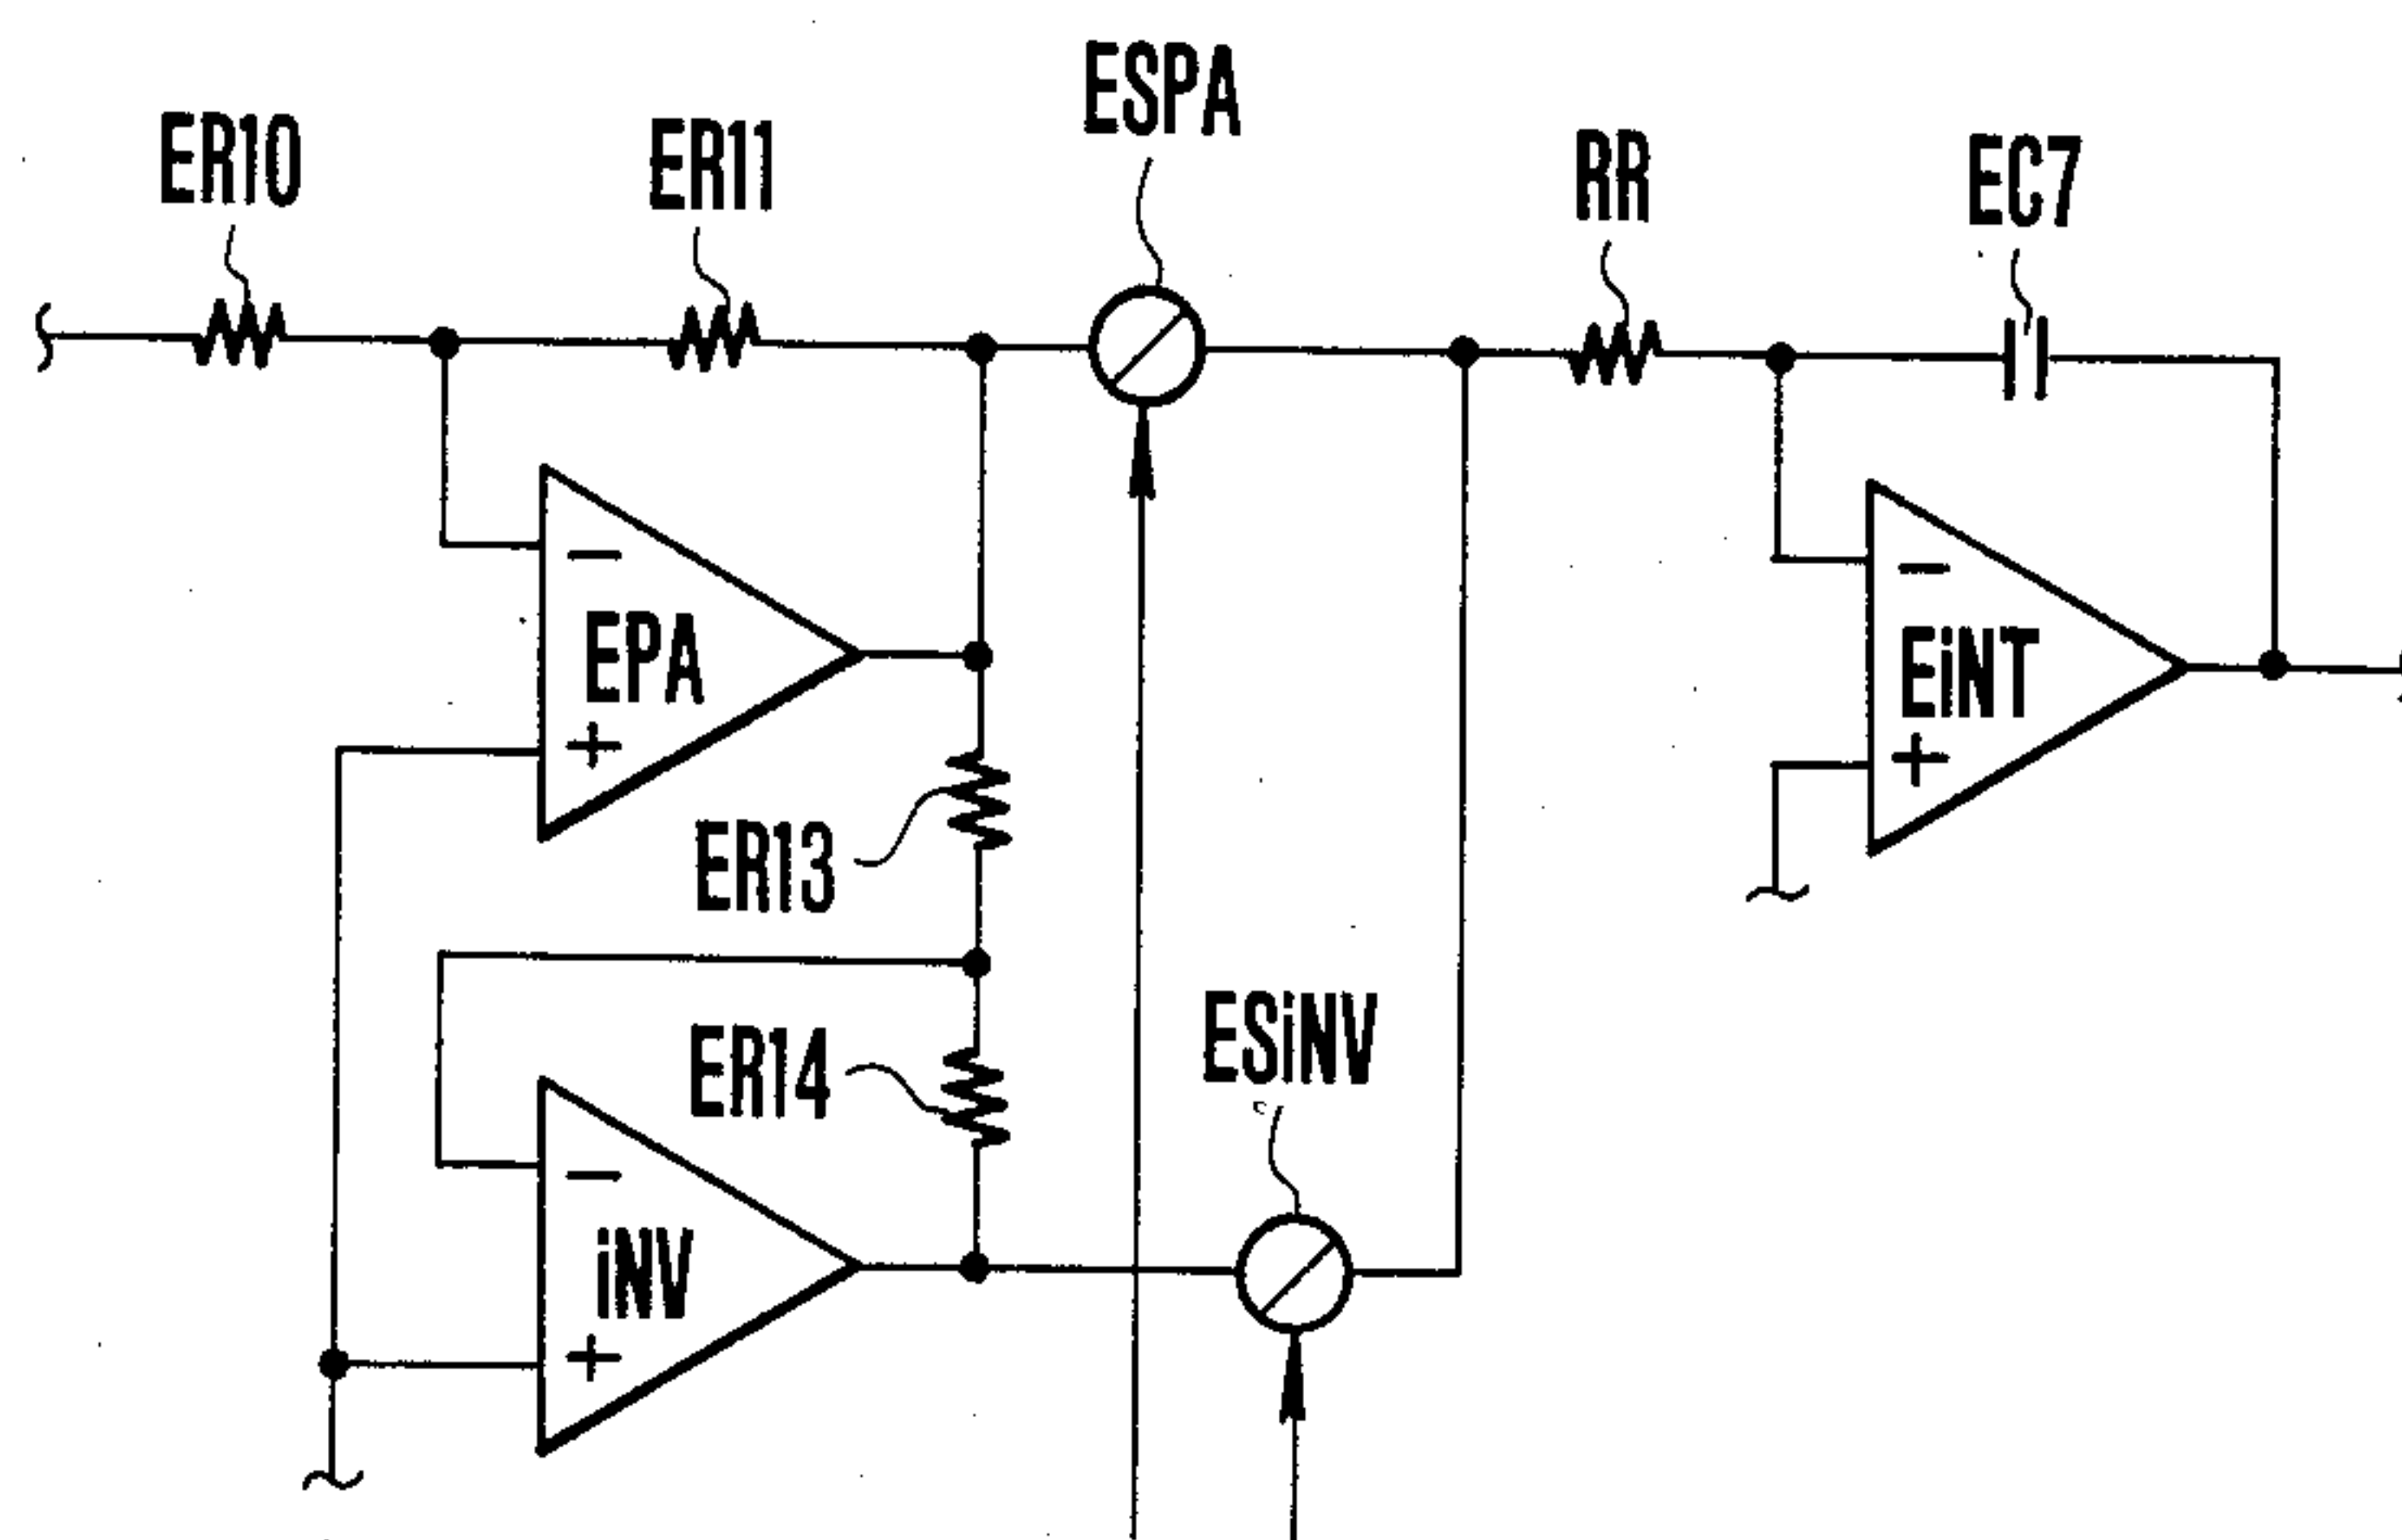 ESPA
ER10
ER11
RR
EC7
−
−
EPA
EiNT
+
+
ER13
ESiNV
ER14
−
iNV
+